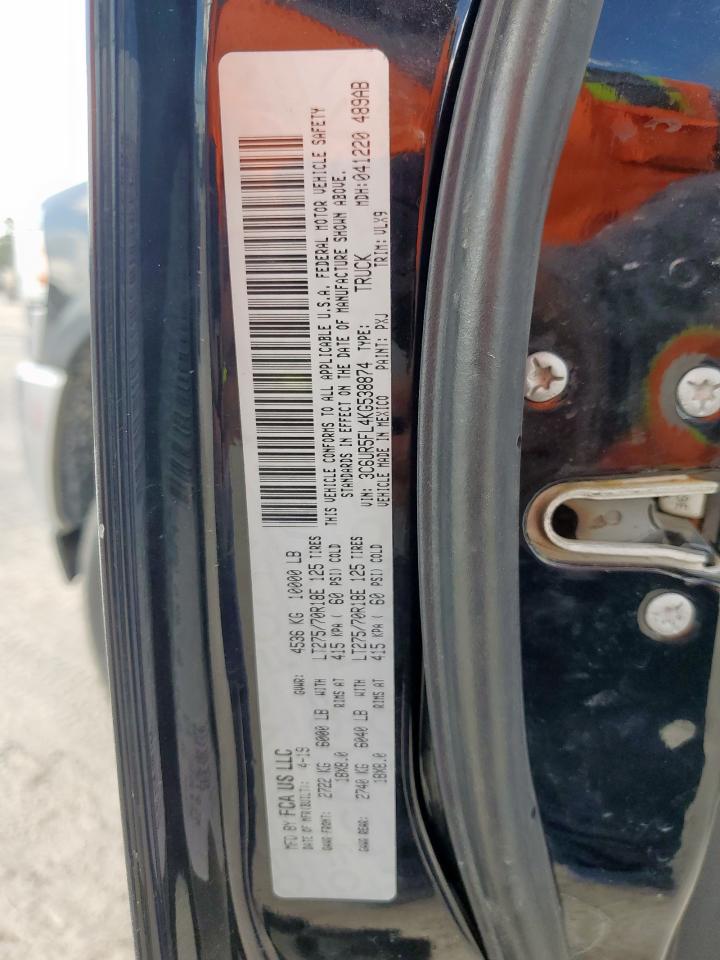 MFD BY FCA US LLC
DATE OF MFR(BUILT): 4-19 GVWR: 4536 KG 10000 LB
GAWR FRONT: 2722 KG 6000 LB WITH LT275/70R18E 125 TIRES
18X8.0 RIMS AT 415 KPA ( 60 PSI) COLD
GAWR REAR: 2740 KG 6040 LB WITH LT275/70R18E 125 TIRES
18X8.0 RIMS AT 415 KPA ( 60 PSI) COLD
THIS VEHICLE CONFORMS TO ALL APPLICABLE U.S.A. FEDERAL MOTOR VEHICLE SAFETY
STANDARDS IN EFFECT ON THE DATE OF MANUFACTURE SHOWN ABOVE.
VIN: 3C6UR5FL4KG538874 TYPE: TRUCK MDH:041220 489AB
VEHICLE MADE IN MEXICO PAINT: PXJ TRIM: VLX9